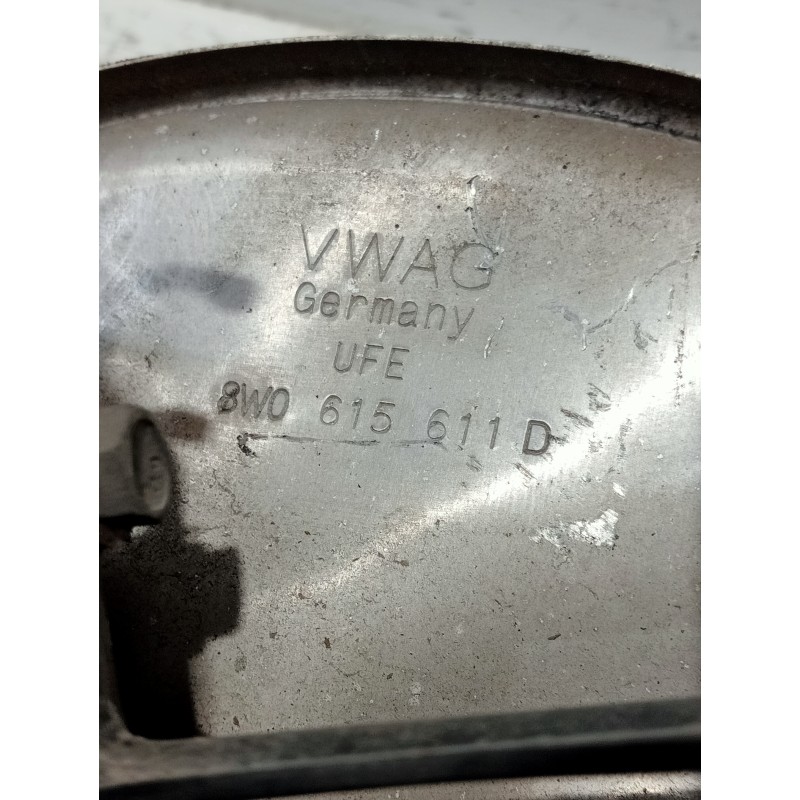 VWAG
Germany
UFE
8W0 615 611 D